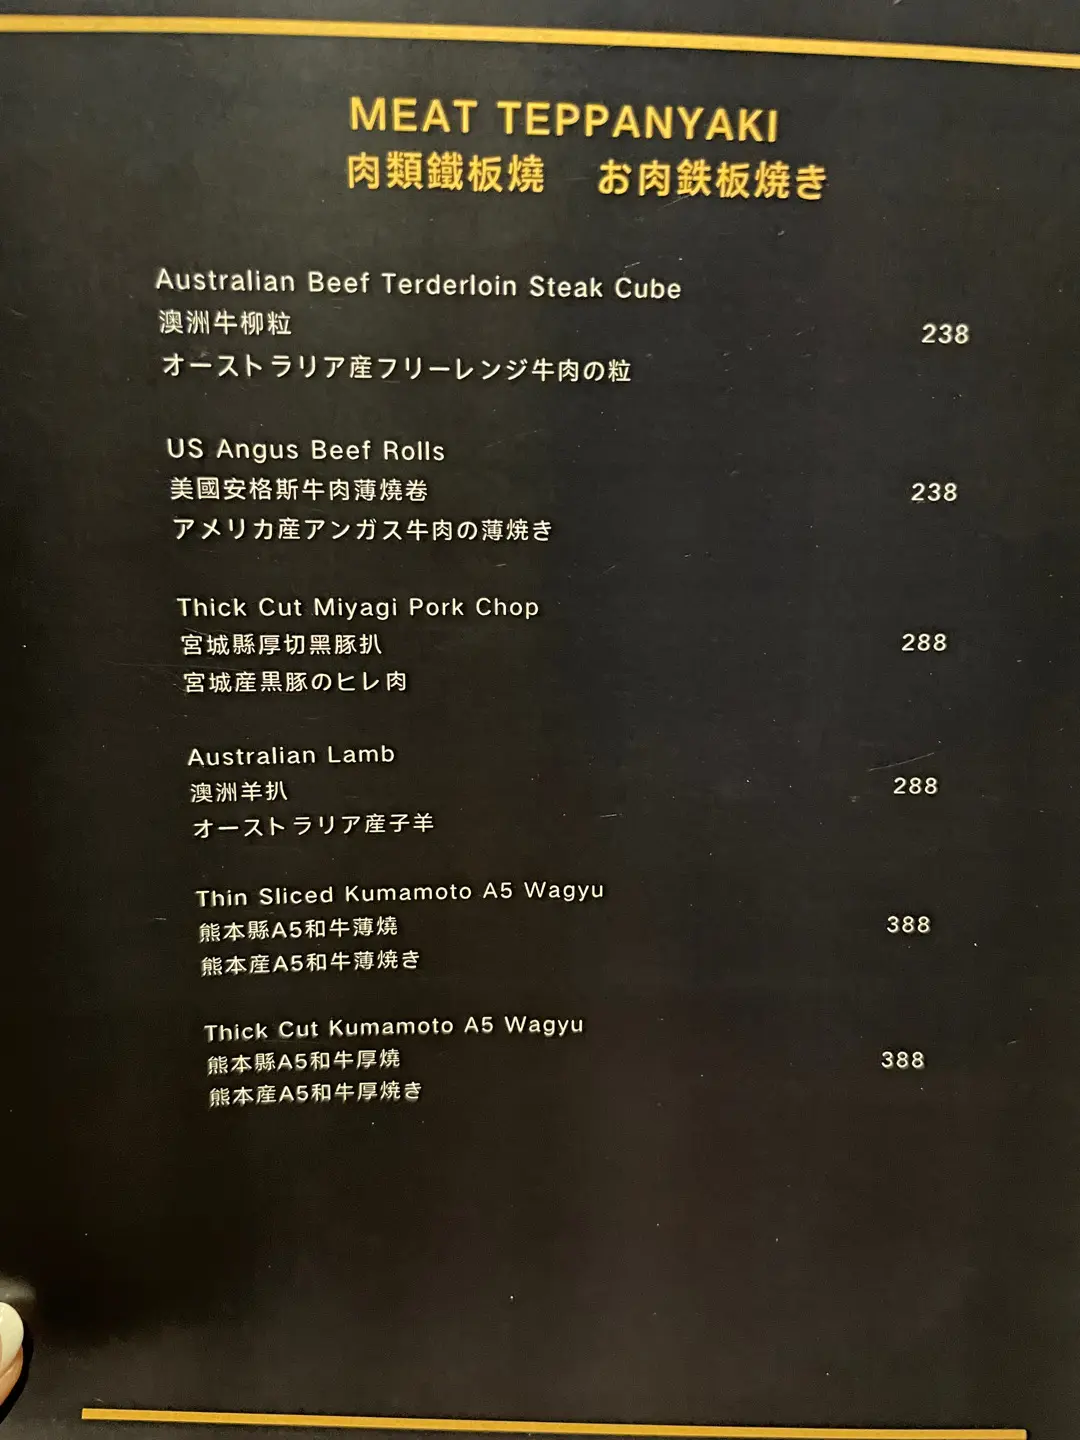 MEAT TEPPANYAKI
肉類鐵板燒 お肉鉄板焼き
Australian Beef Terderloin Steak Cube
澳洲牛柳粒
238
オーストラリア産フリーレンジ牛肉の粒
US Angus Beef Rolls
美國安格斯牛肉薄燒卷
238
アメリカ産アンガス牛肉の薄焼き
Thick Cut Miyagi Pork Chop
宮城縣厚切黑豚扒
288
宮城産黒豚のヒレ肉
Australian Lamb
澳洲羊扒
288
オーストラリア産子羊
Thin Sliced Kumamoto A5 Wagyu
熊本縣A5和牛薄燒
388
熊本産A5和牛薄焼き
Thick Cut Kumamoto A5 Wagyu
熊本縣A5和牛厚燒
388
熊本産A5和牛厚焼き